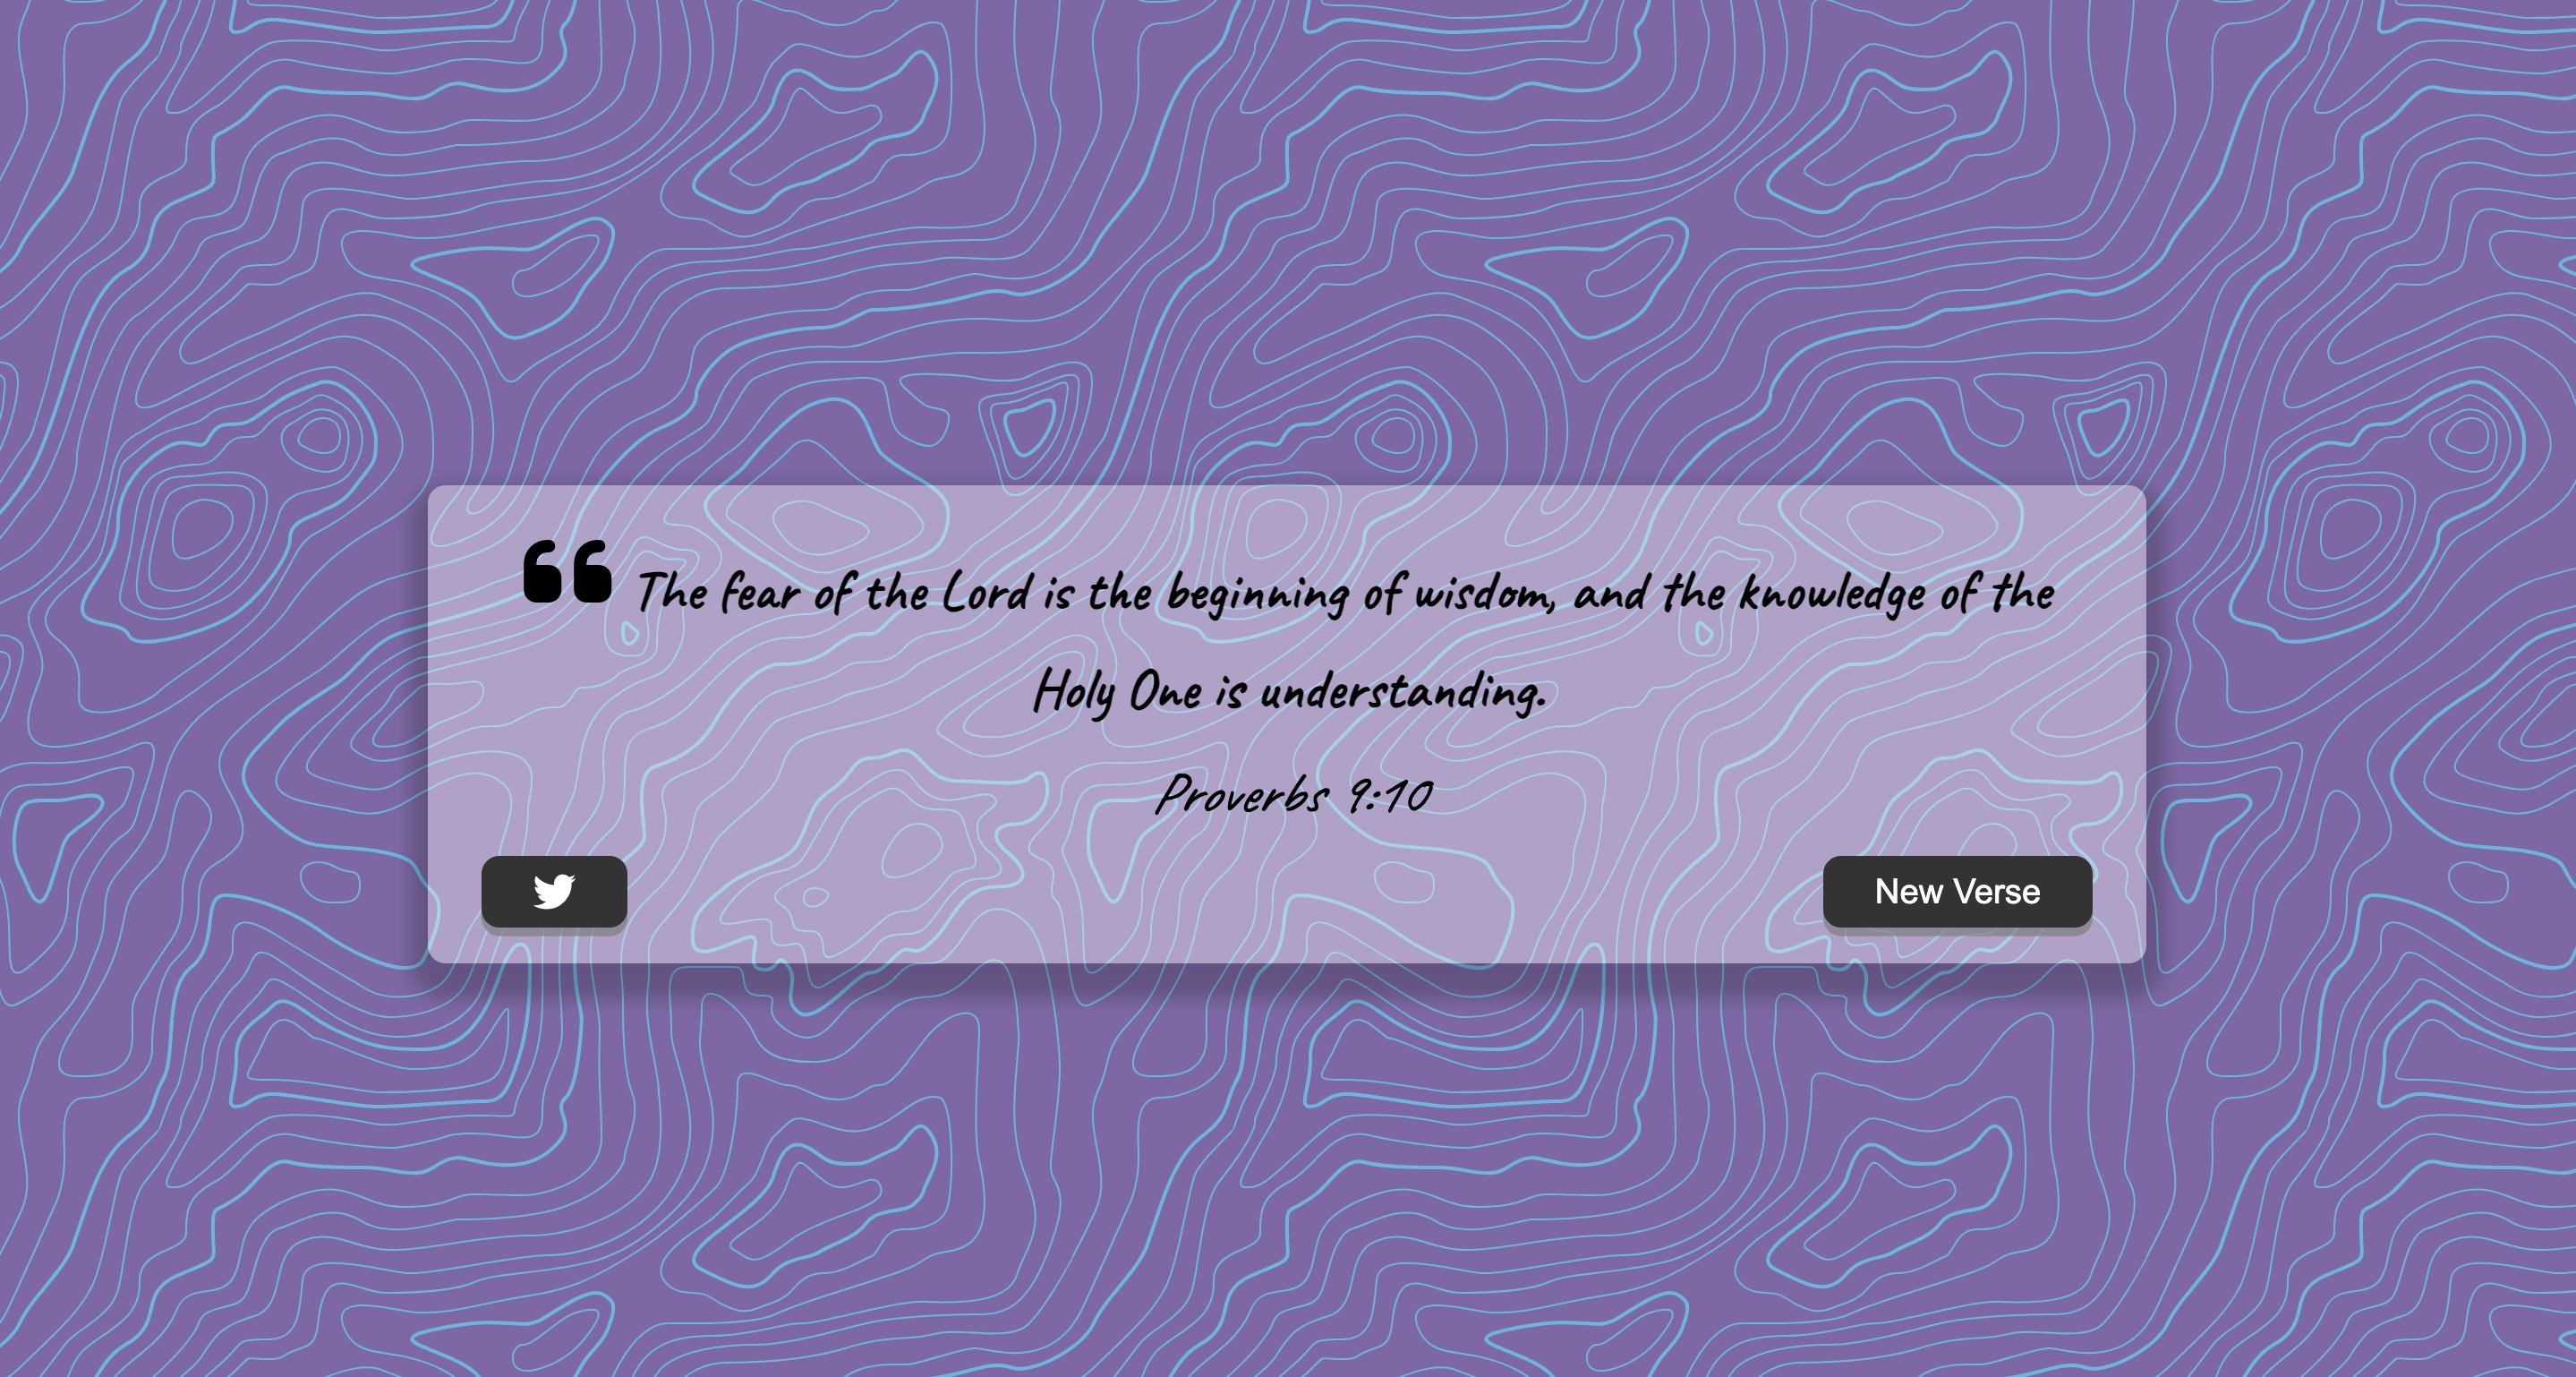 ❝ The fear of the Lord is the beginning of wisdom, and the knowledge of the
Holy One is understanding.
Proverbs 9:10
New Verse